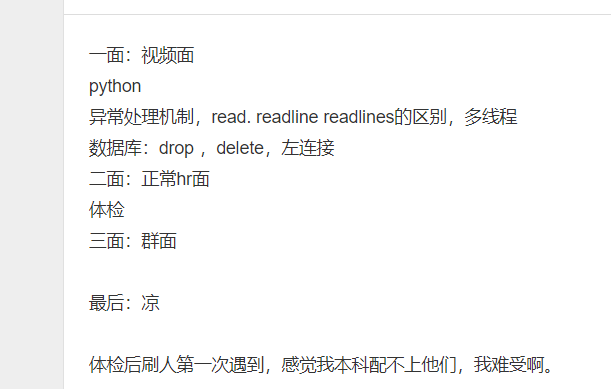 一面：视频面
python
异常处理机制，read. readline readlines的区别，多线程
数据库：drop ，delete，左连接
二面：正常hr面
体检
三面：群面
最后：凉
体检后刷人第一次遇到，感觉我本科配不上他们，我难受啊。